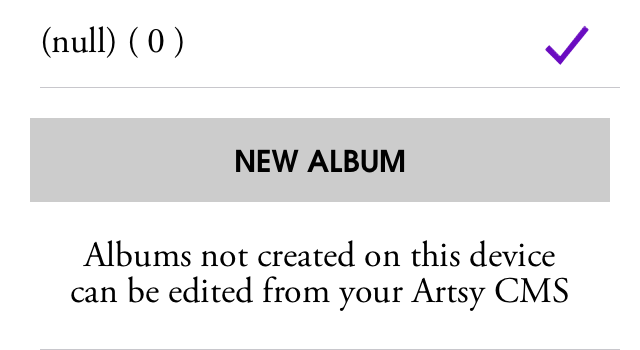 (null) ( 0 )
NEW ALBUM
Albums not created on this device
can be edited from your Artsy CMS